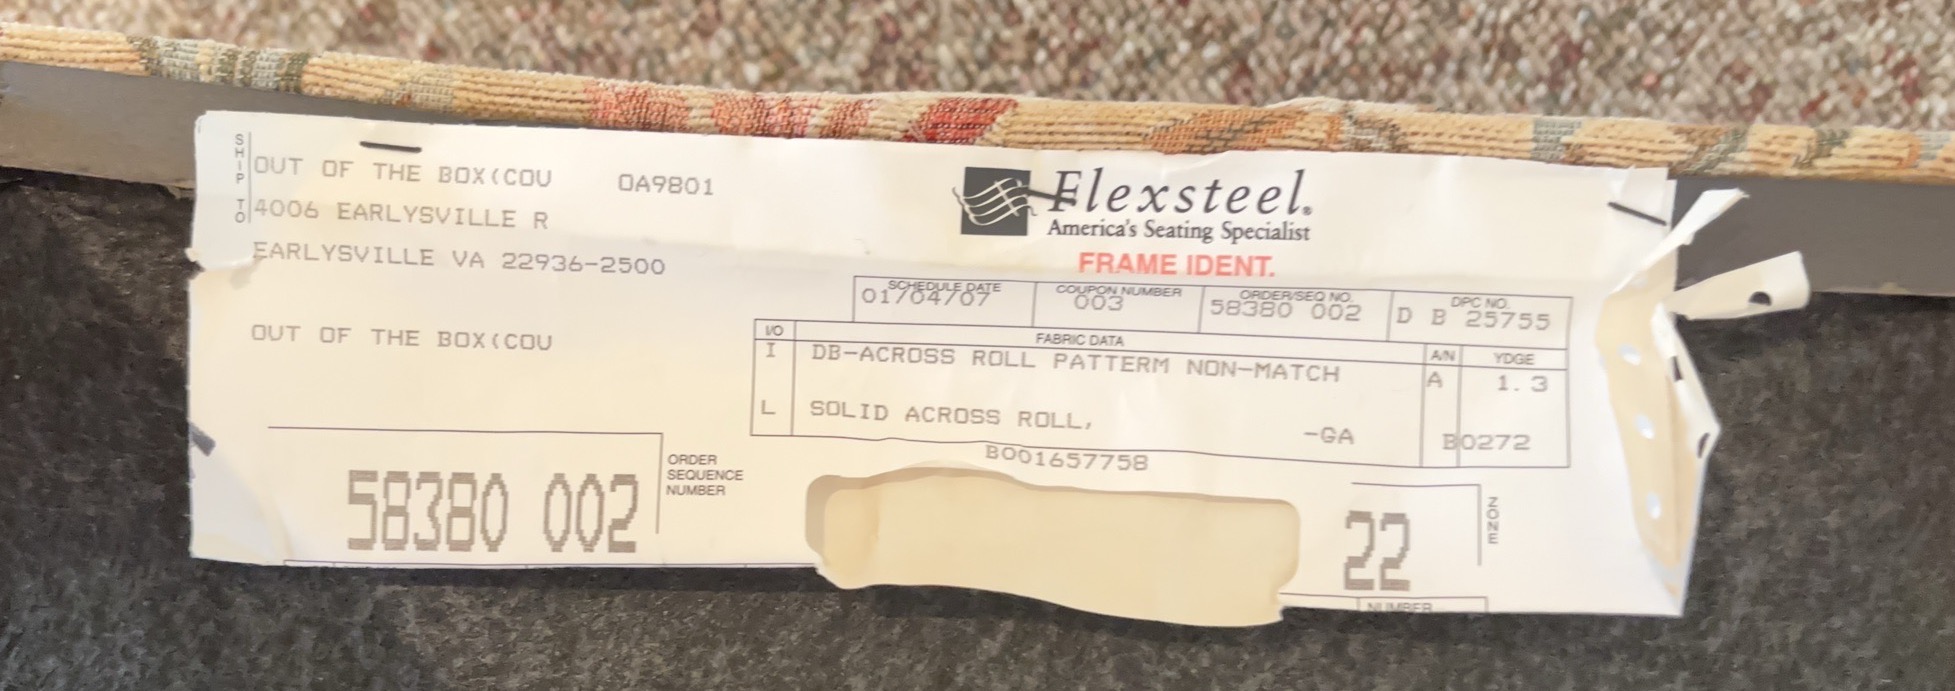 SHIP TO
OUT OF THE BOX(COU 0A9801
4006 EARLYSVILLE R
EARLYSVILLE VA 22936-2500
OUT OF THE BOX(COU
Flexsteel®
America's Seating Specialist
FRAME IDENT.
SCHEDULE DATE COUPON NUMBER ORDER/SEQ NO. DPC NO.
01/04/07 003 58380 002 D B 25755
I/O FABRIC DATA A/N YDGE
I DB-ACROSS ROLL PATTERM NON-MATCH A 1.3
L SOLID ACROSS ROLL, -GA B0272
B001657758
58380 002
ORDER
SEQUENCE
NUMBER
22
ZONE
NUMBER